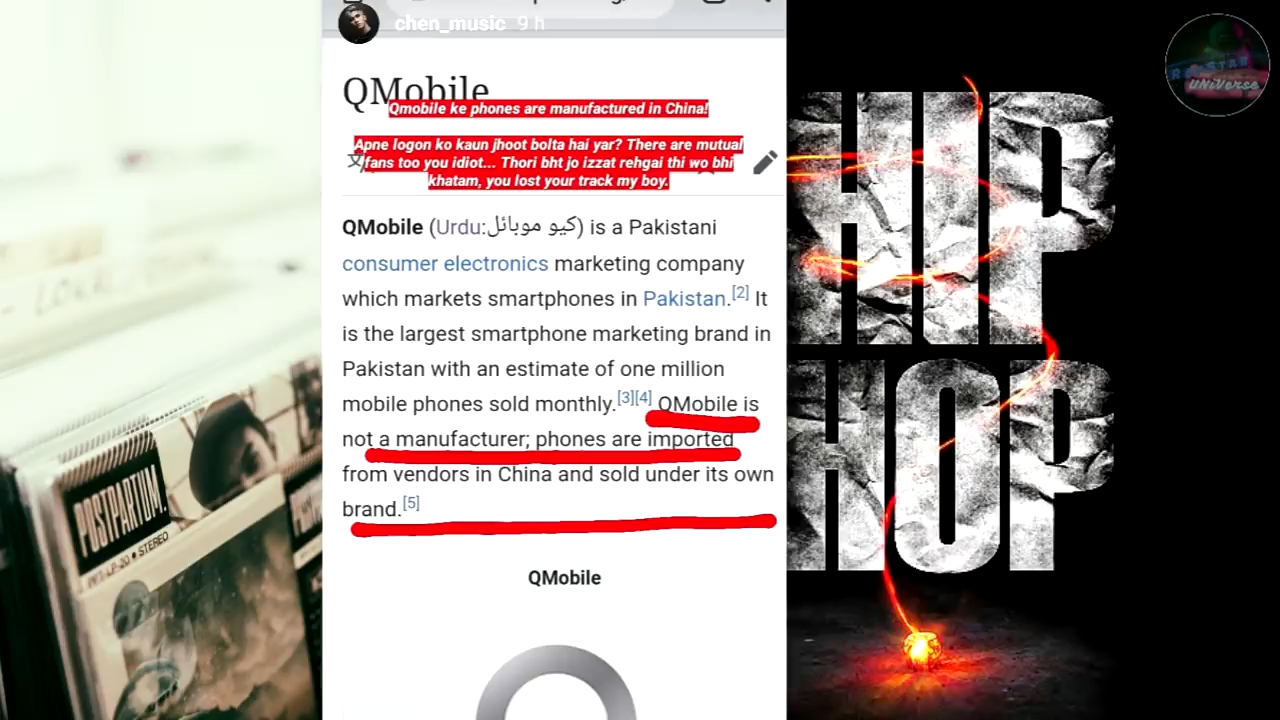 chen_music 9 h
QMobile
Qmobile ke phones are manufactured in China!
Apne logon ko kaun jhoot bolta hai yar? There are mutual
fans too you idiot... Thori bht jo izzat rehgai thi wo bhi
khatam, you lost your track my boy.
QMobile (Urdu:کیو موبائل) is a Pakistani
consumer electronics marketing company
which markets smartphones in Pakistan.[2] It
is the largest smartphone marketing brand in
Pakistan with an estimate of one million
mobile phones sold monthly.[3][4] QMobile is
not a manufacturer; phones are imported
from vendors in China and sold under its own
brand.[5]
QMobile
POSTPARTUM.
STEREO
HIP
HOP
UNiVerse